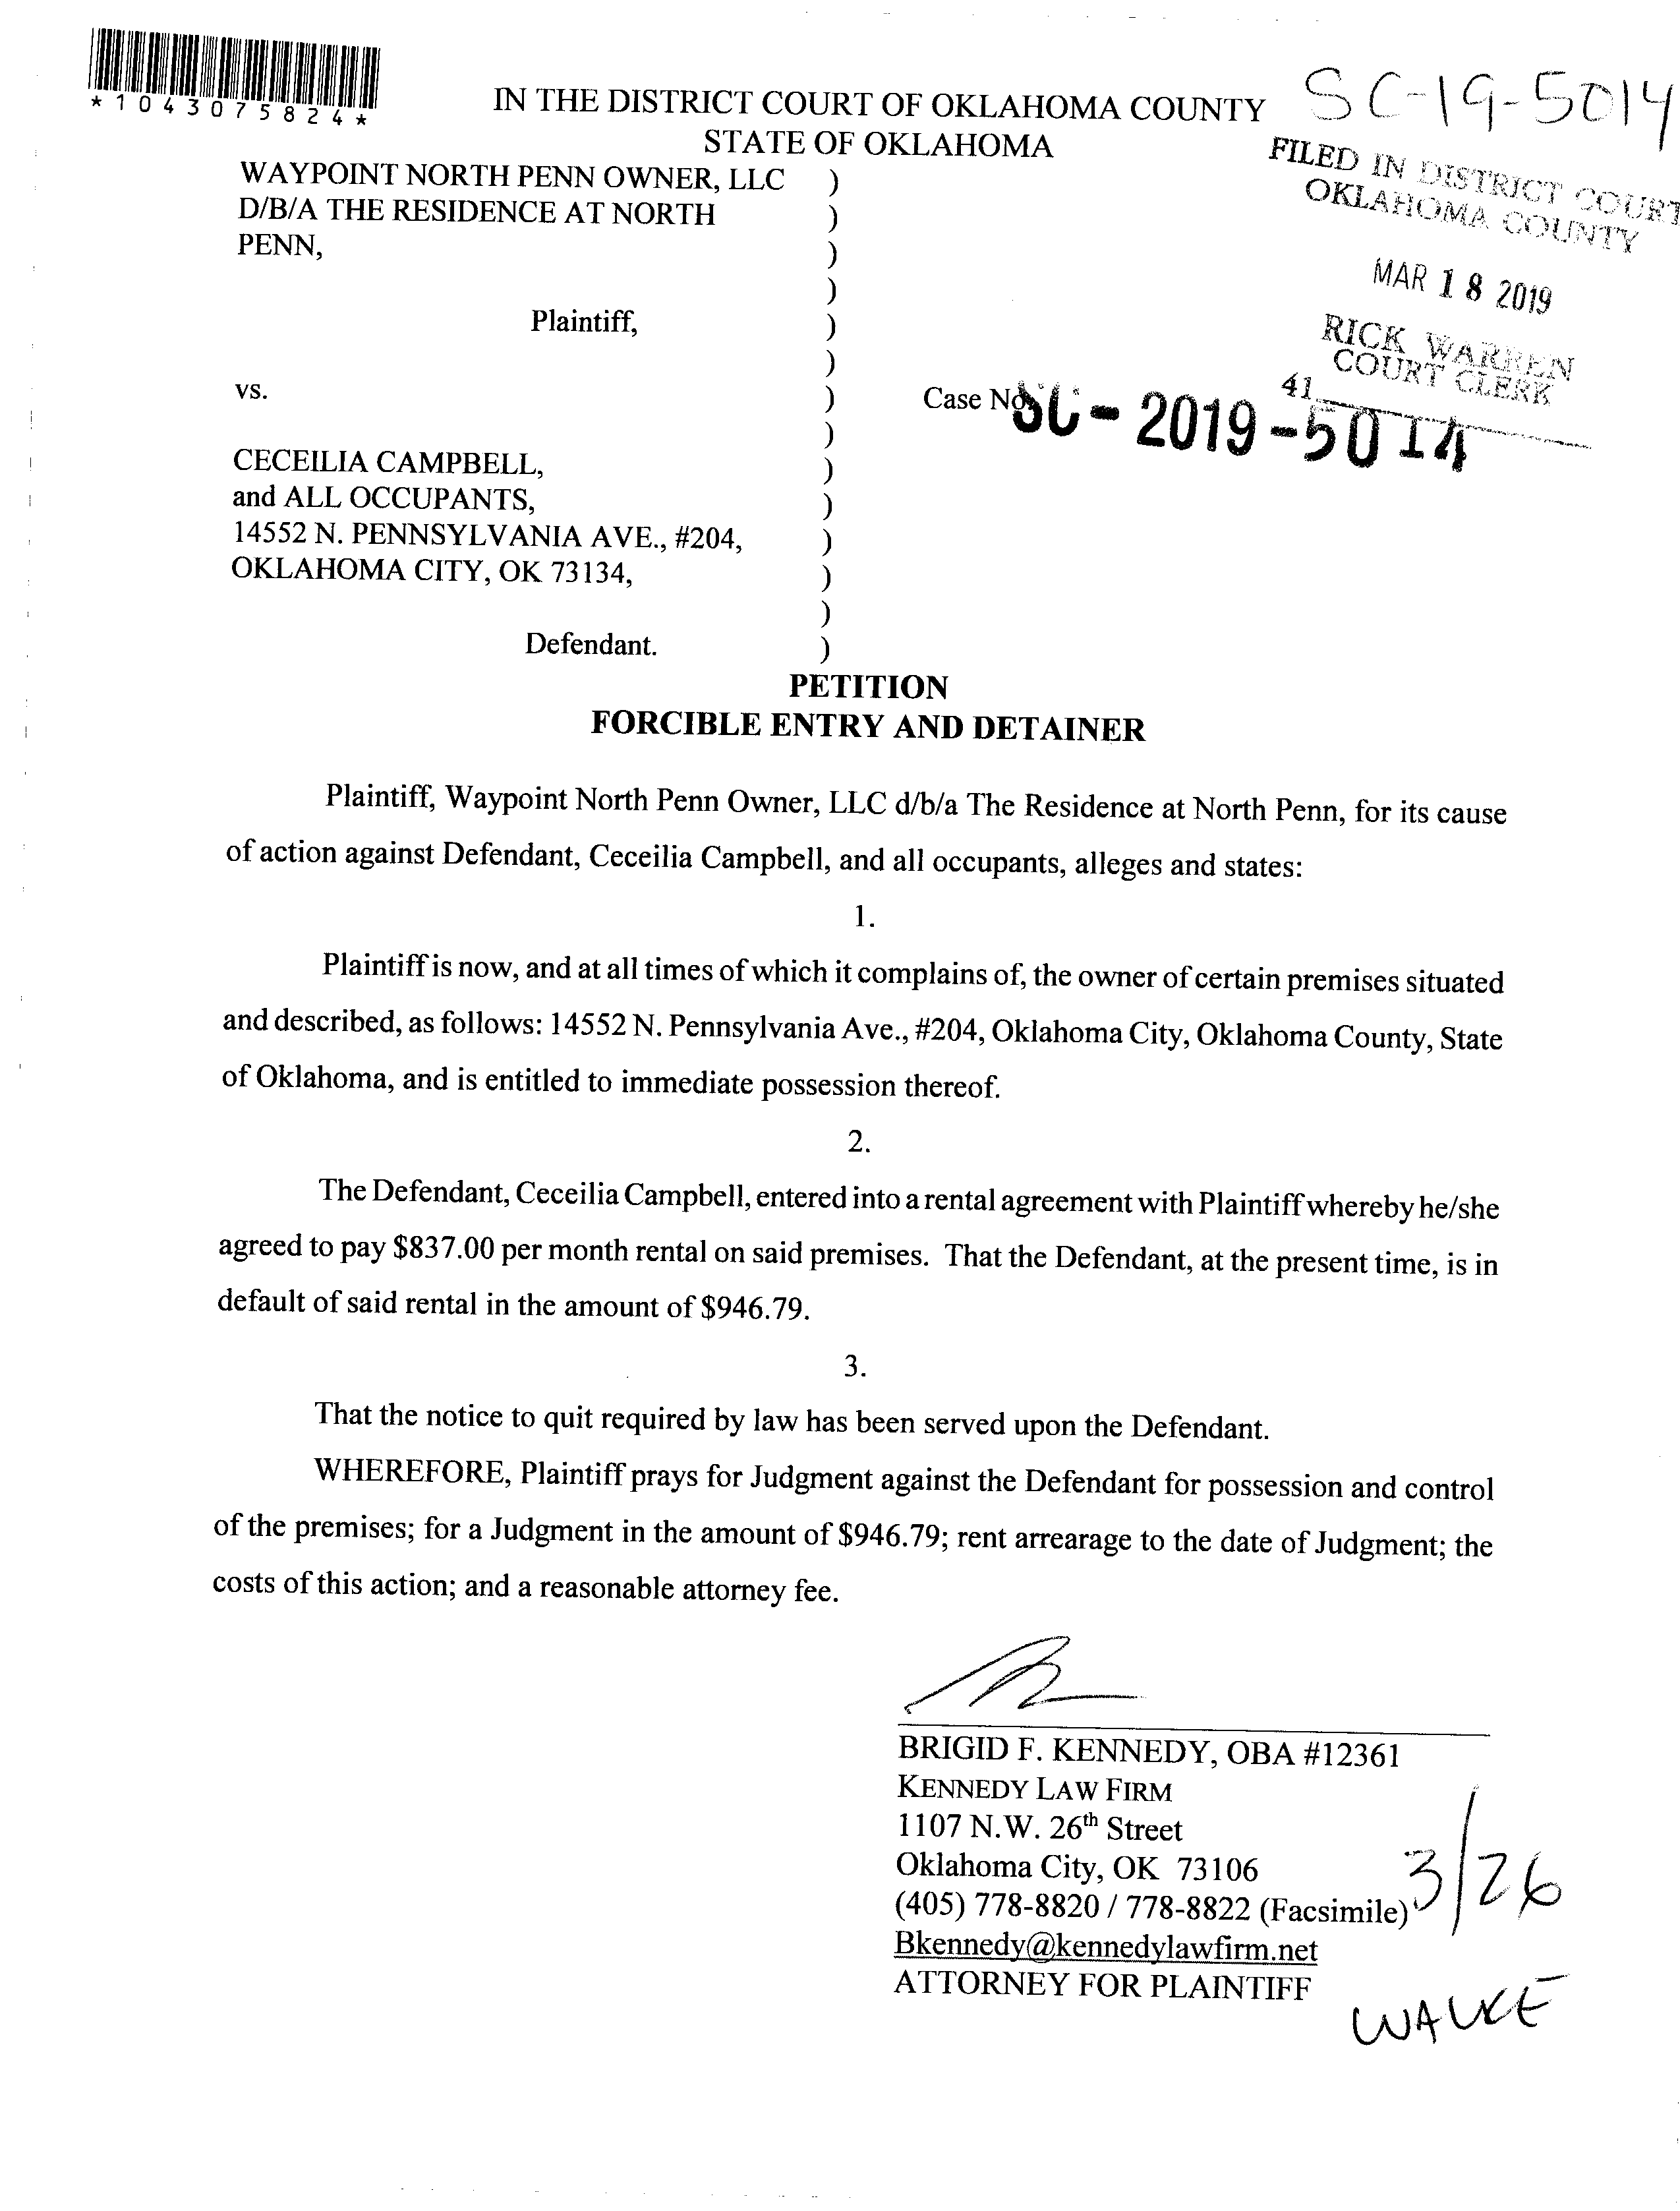 *1043075824*
SC-19-5014
IN THE DISTRICT COURT OF OKLAHOMA COUNTY
STATE OF OKLAHOMA
FILED IN DISTRICT COURT
OKLAHOMA COUNTY
MAR 18 2019
RICK WARREN
COURT CLERK
41
WAYPOINT NORTH PENN OWNER, LLC )
D/B/A THE RESIDENCE AT NORTH )
PENN, )
)
Plaintiff, )
)
vs. )
Case No. SC-2019-5014
)
CECEILIA CAMPBELL, )
and ALL OCCUPANTS, )
14552 N. PENNSYLVANIA AVE., #204, )
OKLAHOMA CITY, OK 73134, )
)
Defendant. )
PETITION
FORCIBLE ENTRY AND DETAINER
Plaintiff, Waypoint North Penn Owner, LLC d/b/a The Residence at North Penn, for its cause
of action against Defendant, Ceceilia Campbell, and all occupants, alleges and states:
1.
Plaintiff is now, and at all times of which it complains of, the owner of certain premises situated
and described, as follows: 14552 N. Pennsylvania Ave., #204, Oklahoma City, Oklahoma County, State
of Oklahoma, and is entitled to immediate possession thereof.
2.
The Defendant, Ceceilia Campbell, entered into a rental agreement with Plaintiff whereby he/she
agreed to pay $837.00 per month rental on said premises. That the Defendant, at the present time, is in
default of said rental in the amount of $946.79.
3.
That the notice to quit required by law has been served upon the Defendant.
WHEREFORE, Plaintiff prays for Judgment against the Defendant for possession and control
of the premises; for a Judgment in the amount of $946.79; rent arrearage to the date of Judgment; the
costs of this action; and a reasonable attorney fee.
BRIGID F. KENNEDY, OBA #12361
KENNEDY LAW FIRM
1107 N.W. 26th Street
Oklahoma City, OK 73106
(405) 778-8820 / 778-8822 (Facsimile)
Bkennedy@kennedylawfirm.net
ATTORNEY FOR PLAINTIFF
3/26
WALKE